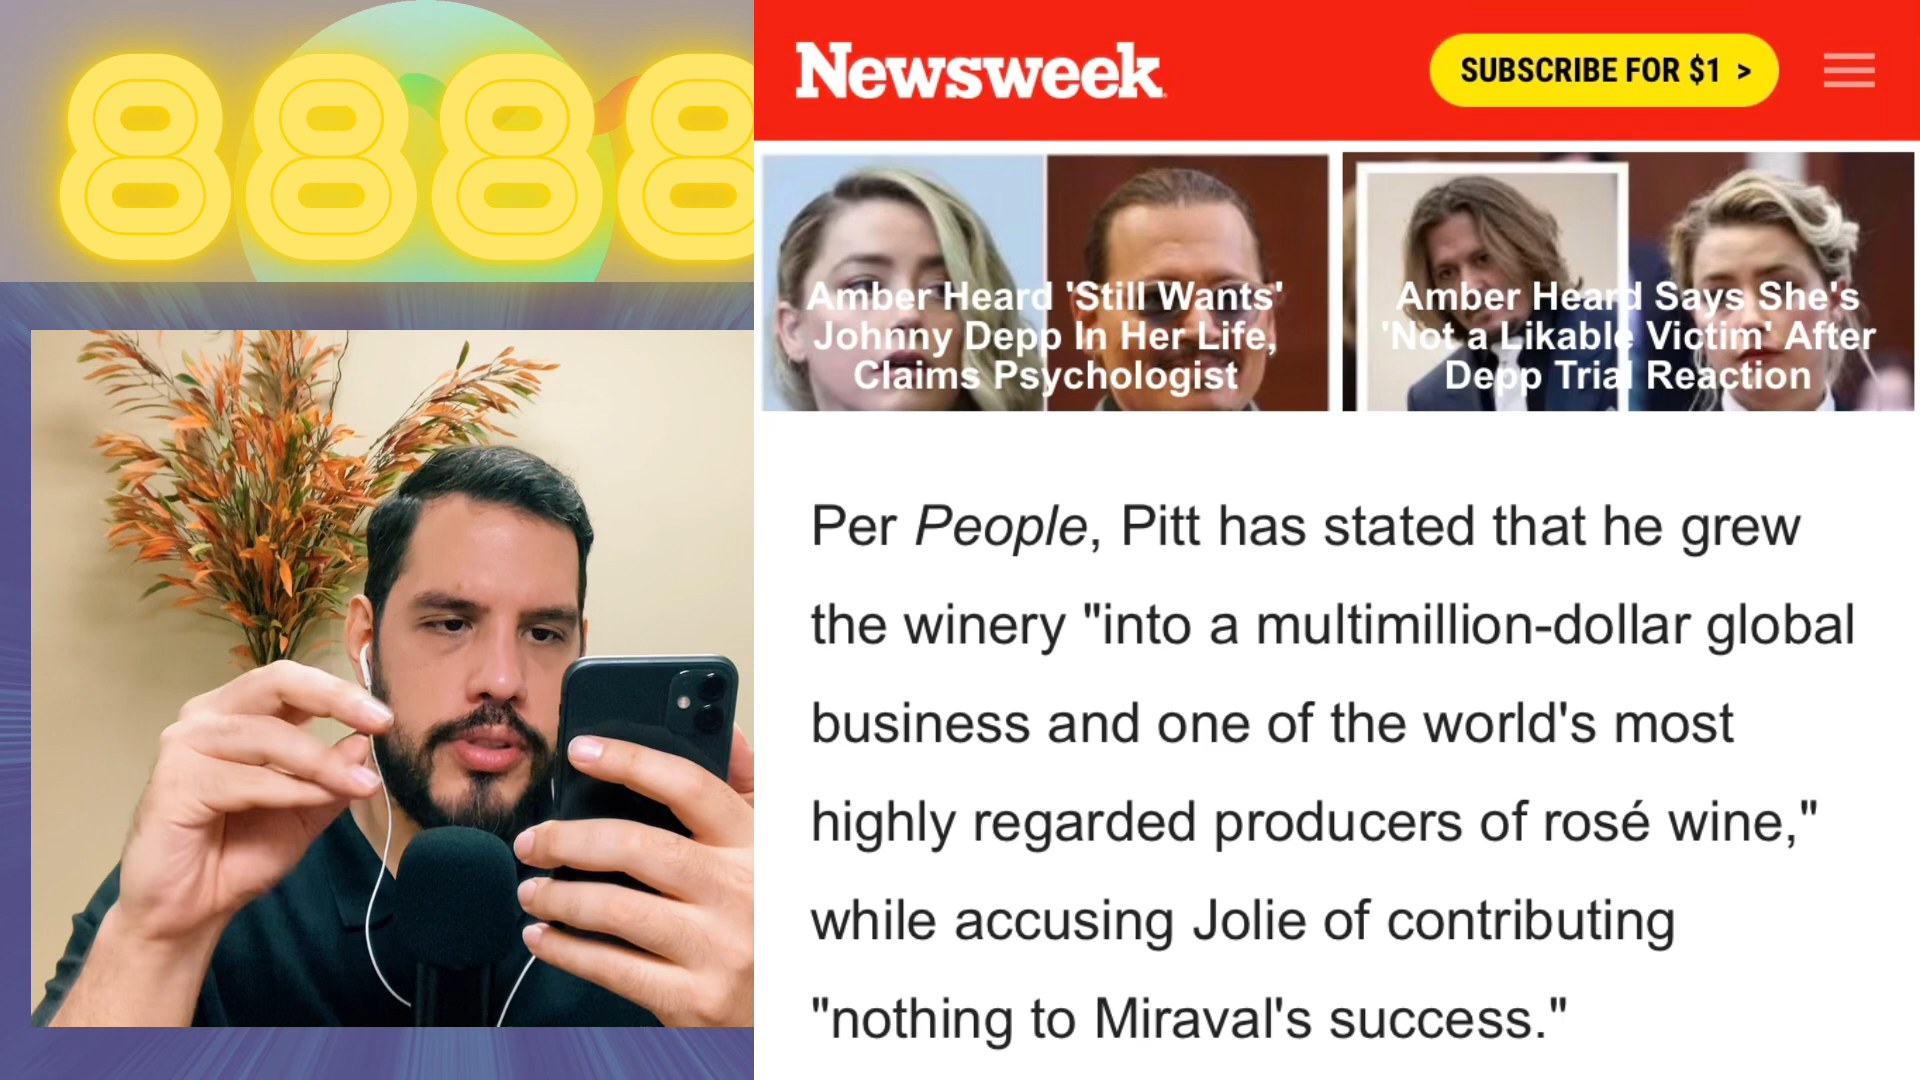 8888
Newsweek
SUBSCRIBE FOR $1 >
Amber Heard 'Still Wants'
Johnny Depp In Her Life,
Claims Psychologist
Amber Heard Says She's
'Not a Likable Victim' After
Depp Trial Reaction
Per People, Pitt has stated that he grew
the winery "into a multimillion-dollar global
business and one of the world's most
highly regarded producers of rosé wine,"
while accusing Jolie of contributing
"nothing to Miraval's success."